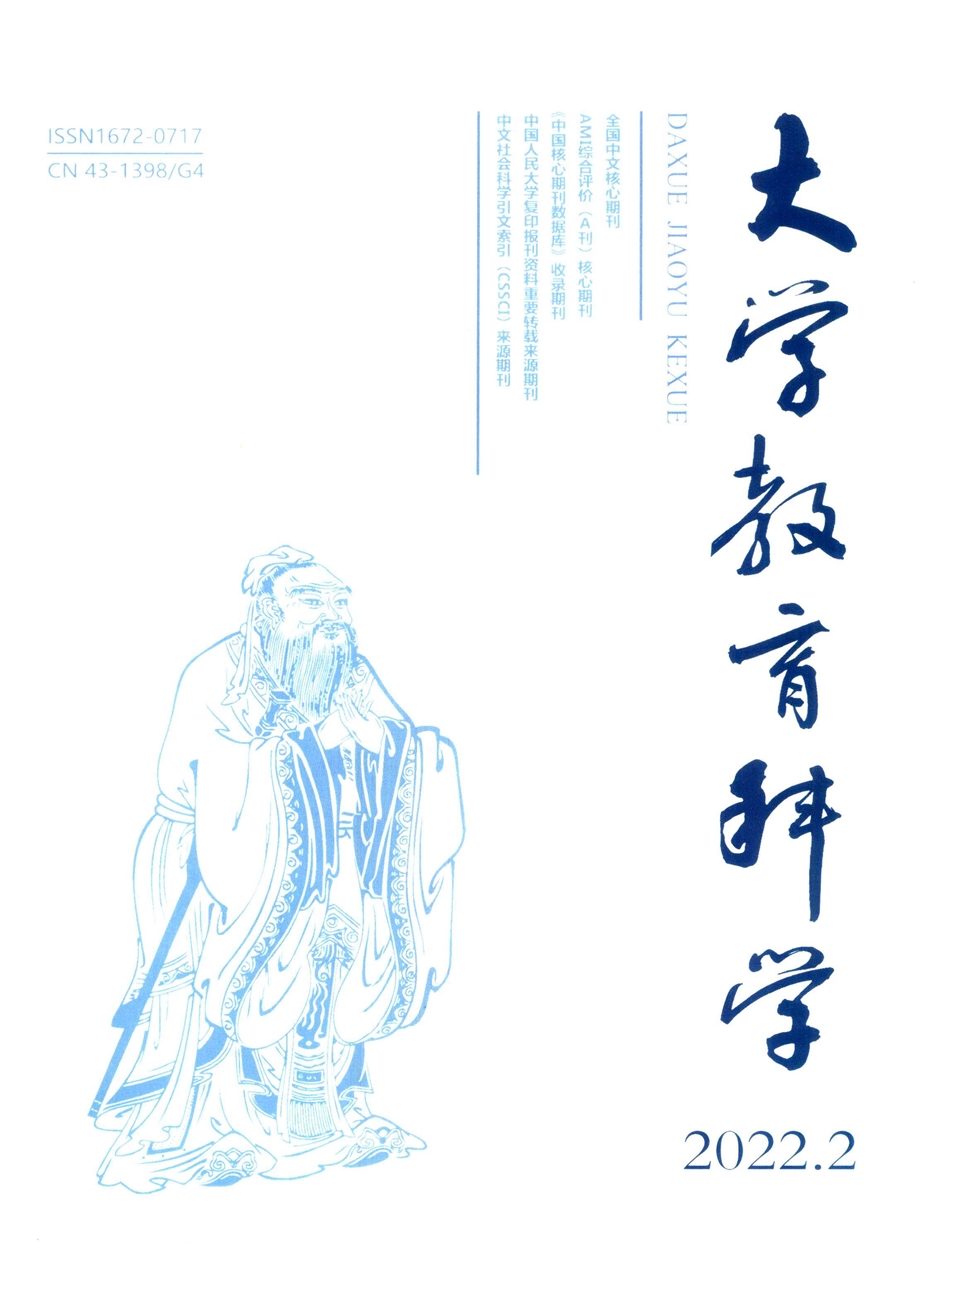 ISSN1672-0717
CN 43-1398/G4
大学教育科学
DAXUE JIAOYU KEXUE
全国中文核心期刊
AMI综合评价（A刊）核心期刊
《中国核心期刊数据库》收录期刊
中国人民大学复印报刊资料重要转载来源期刊
中文社会科学引文索引（CSSCI）来源期刊
2022.2